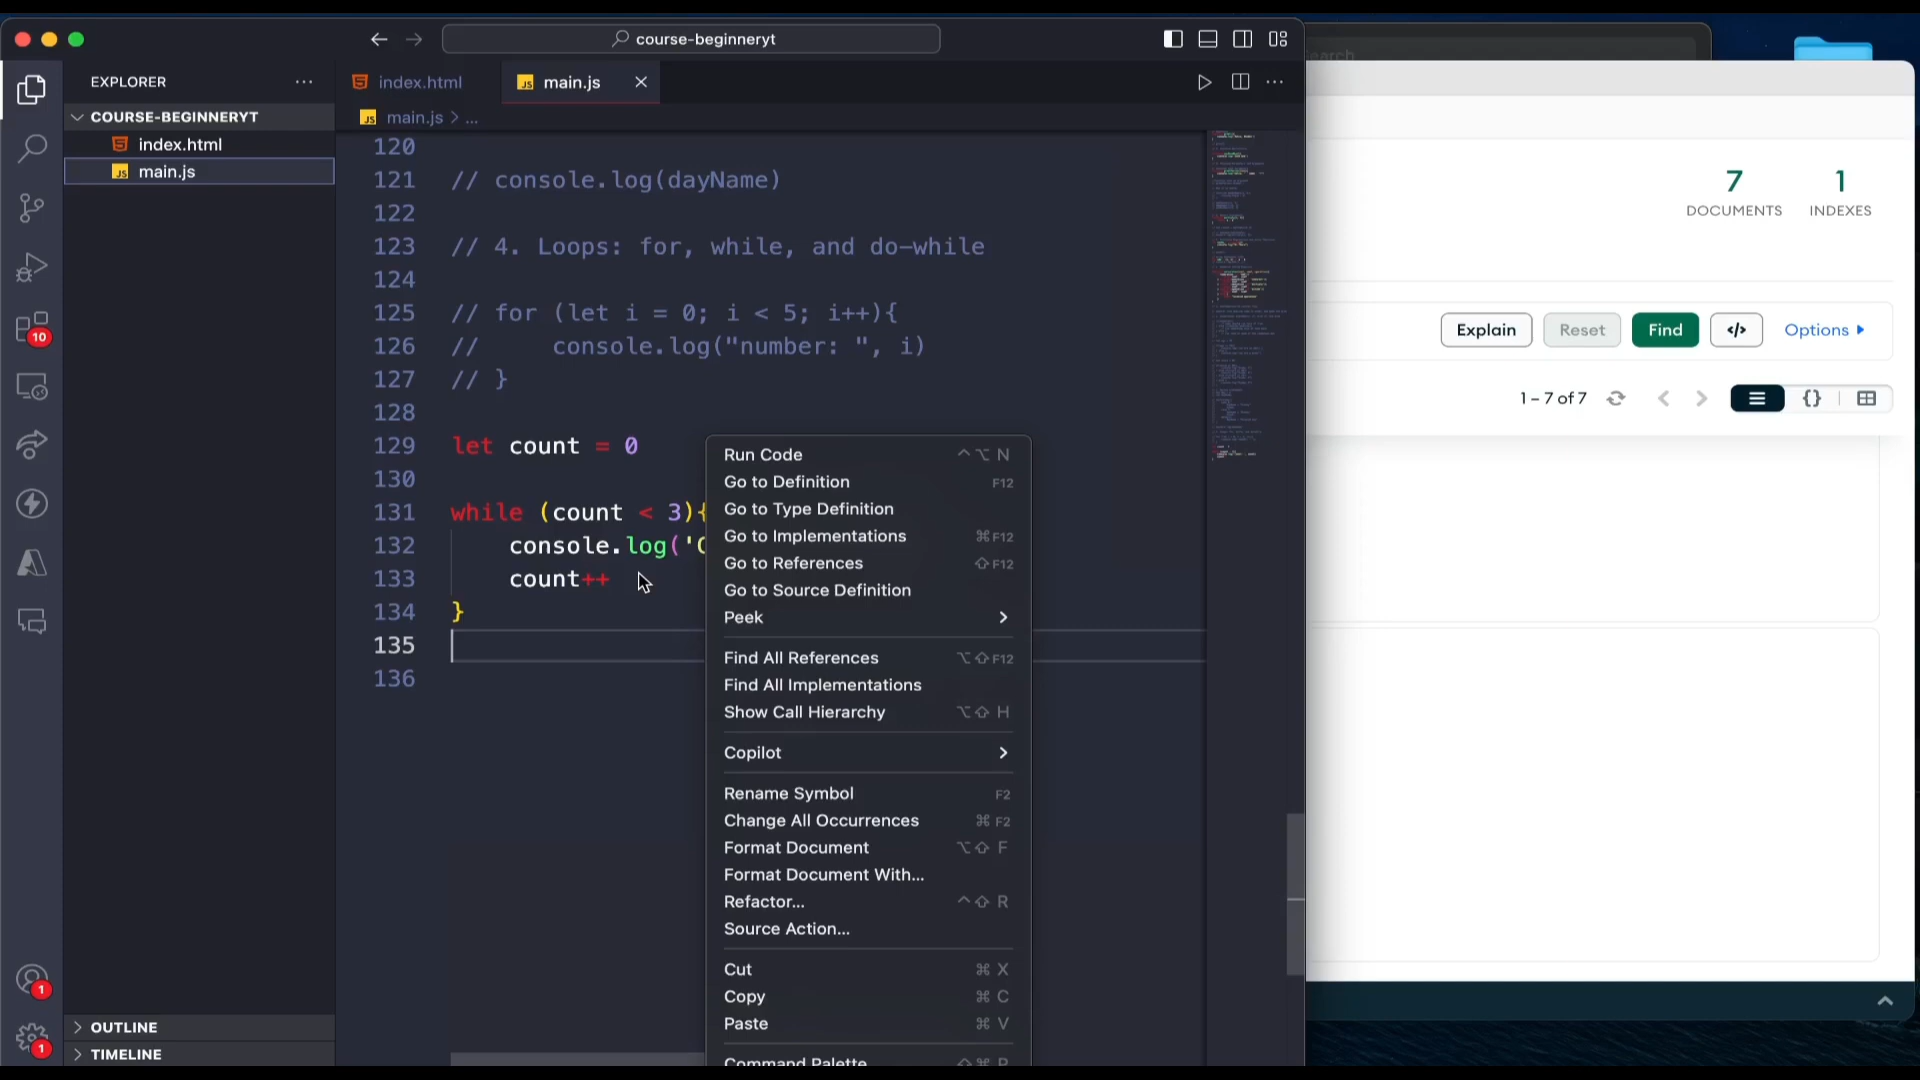 course-beginneryt
EXPLORER
COURSE-BEGINNERYT
index.html
main.js
10
1
1
OUTLINE
TIMELINE
index.html
main.js
main.js > ...
120
121 // console.log(dayName)
122
123 // 4. Loops: for, while, and do-while
124
125 // for (let i = 0; i < 5; i++){
126 //     console.log("number: ", i)
127 // }
128
129 let count = 0
130
131 while (count < 3){
132     console.log('
133     count++
134 }
135
136
Run Code ^⌥ N
Go to Definition F12
Go to Type Definition
Go to Implementations ⌘F12
Go to References ⇧F12
Go to Source Definition
Peek
Find All References ⌥⇧F12
Find All Implementations
Show Call Hierarchy ⌥⇧ H
Copilot
Rename Symbol F2
Change All Occurrences ⌘ F2
Format Document ⌥⇧ F
Format Document With...
Refactor... ^⇧ R
Source Action...
Cut ⌘ X
Copy ⌘ C
Paste ⌘ V
Command Palette
7 1
DOCUMENTS INDEXES
Explain Reset Find </> Options
1 – 7 of 7 {}